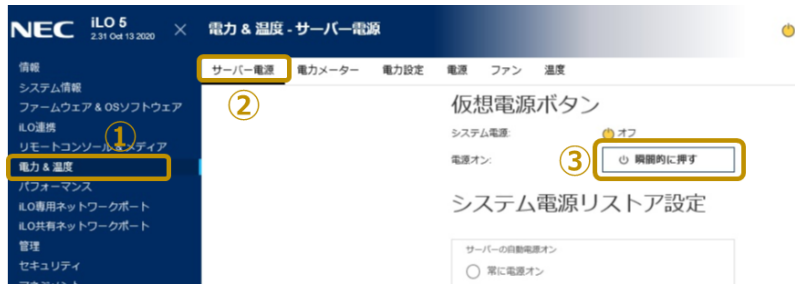 NEC
iLO 5
2.31 Oct 13 2020
×
電力 & 温度 - サーバー電源
情報
システム情報
ファームウェア & OSソフトウェア
iLO連携
リモートコンソール & メディア
電力 & 温度
パフォーマンス
iLO専用ネットワークポート
iLO共有ネットワークポート
管理
セキュリティ
①
サーバー電源 電力メーター 電力設定 電源 ファン 温度
②
仮想電源ボタン
システム電源: オフ
電源オン: ③ 瞬間的に押す
システム電源リストア設定
サーバーの自動電源オン
常に電源オン